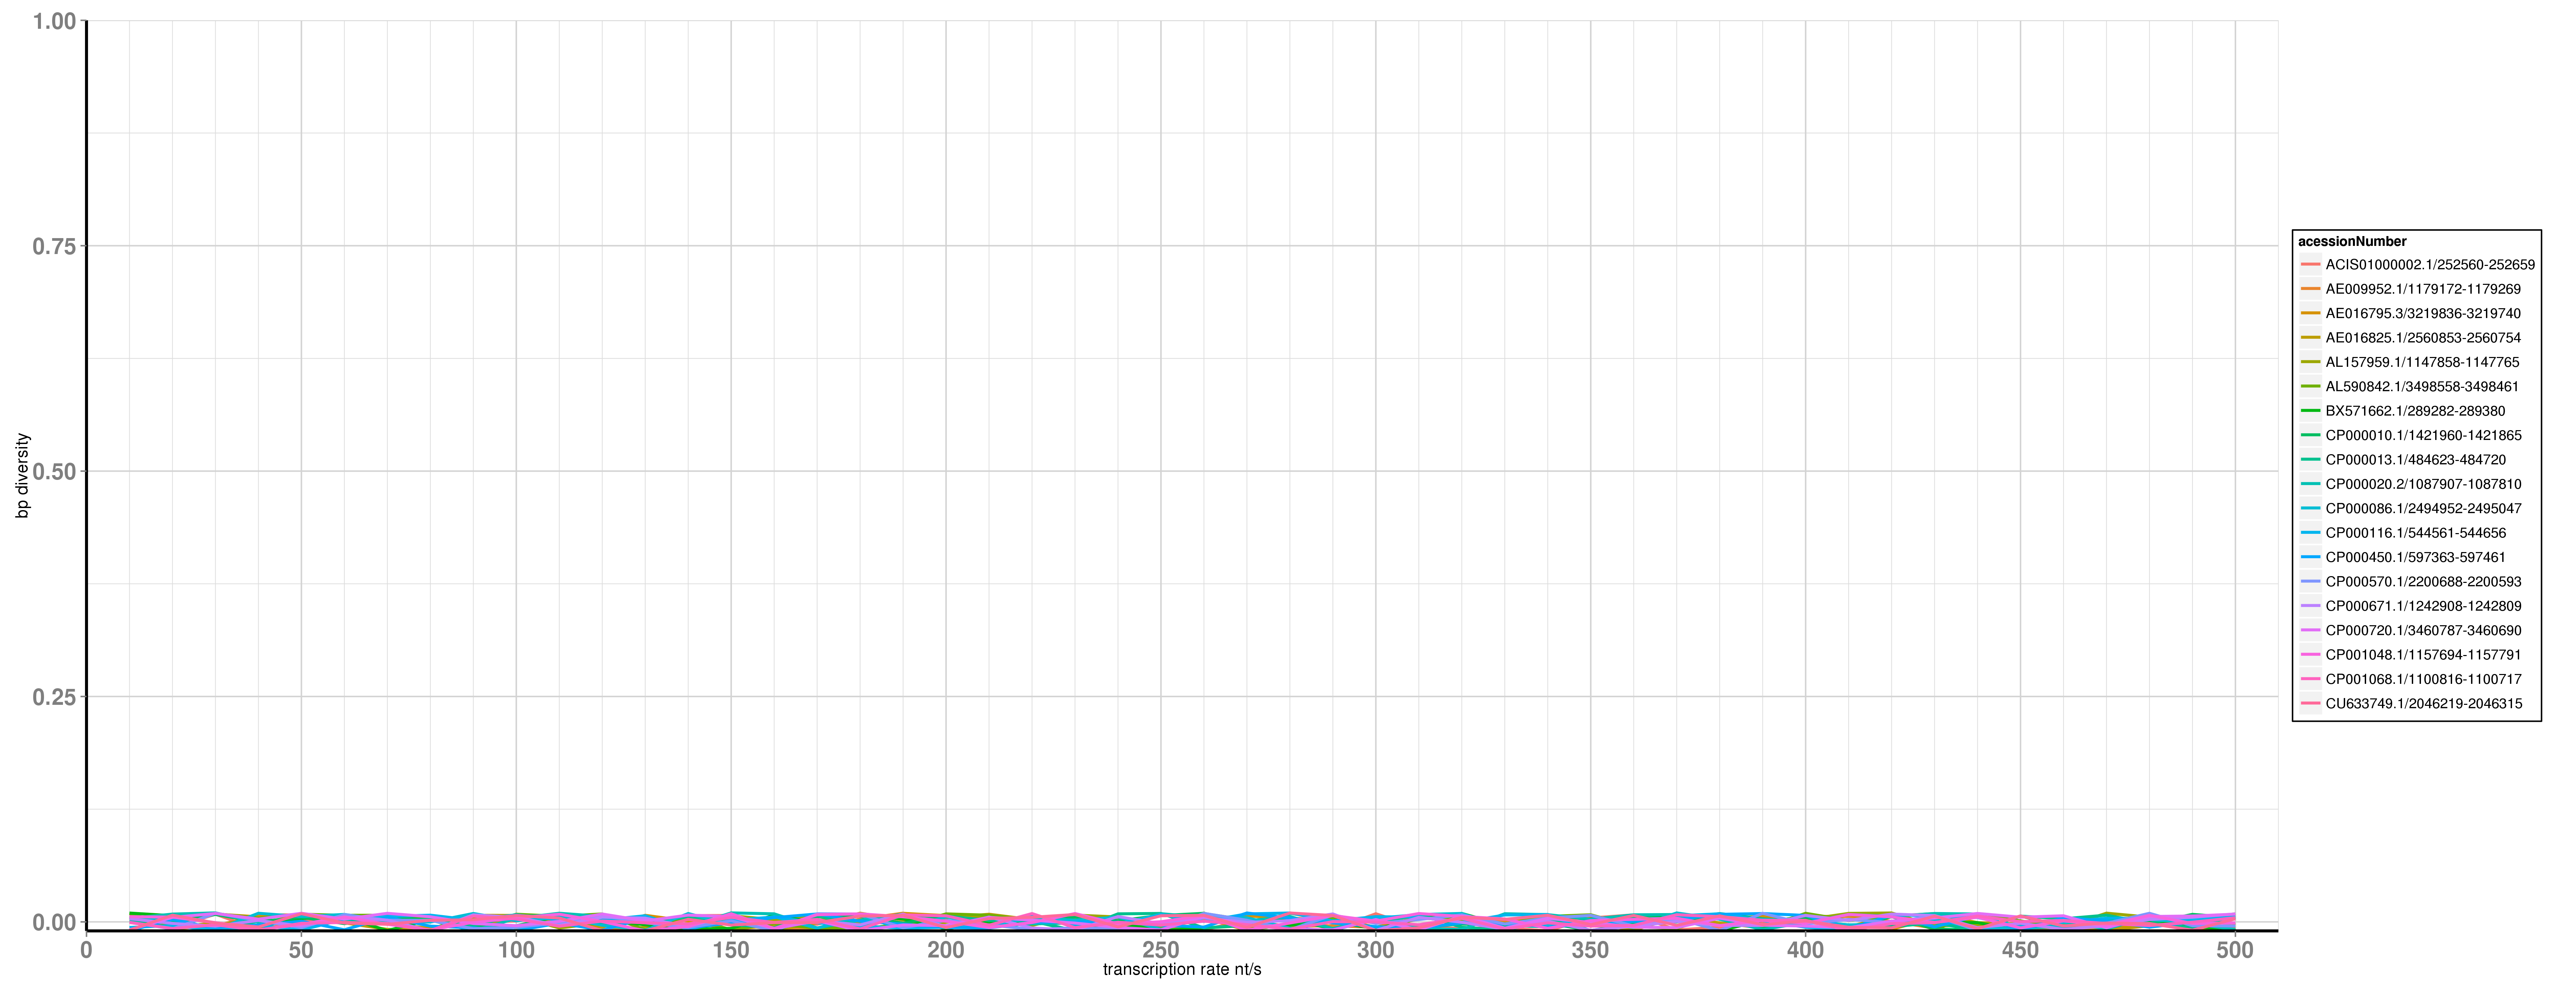 1.00
0.75
0.50
0.25
0.00
bp diversity
0 50 100 150 200 250 300 350 400 450 500
transcription rate nt/s
acessionNumber
ACIS01000002.1/252560-252659
AE009952.1/1179172-1179269
AE016795.3/3219836-3219740
AE016825.1/2560853-2560754
AL157959.1/1147858-1147765
AL590842.1/3498558-3498461
BX571662.1/289282-289380
CP000010.1/1421960-1421865
CP000013.1/484623-484720
CP000020.2/1087907-1087810
CP000086.1/2494952-2495047
CP000116.1/544561-544656
CP000450.1/597363-597461
CP000570.1/2200688-2200593
CP000671.1/1242908-1242809
CP000720.1/3460787-3460690
CP001048.1/1157694-1157791
CP001068.1/1100816-1100717
CU633749.1/2046219-2046315